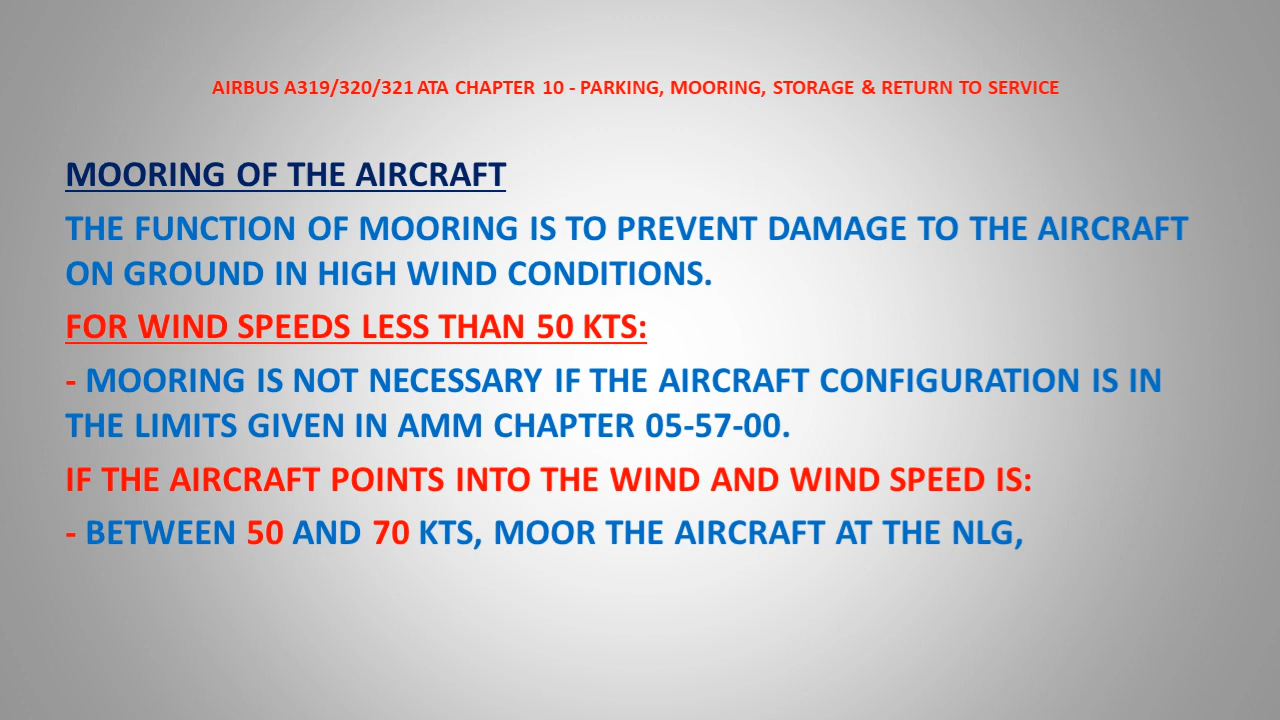 AIRBUS A319/320/321 ATA CHAPTER 10 - PARKING, MOORING, STORAGE & RETURN TO SERVICE
MOORING OF THE AIRCRAFT
THE FUNCTION OF MOORING IS TO PREVENT DAMAGE TO THE AIRCRAFT
ON GROUND IN HIGH WIND CONDITIONS.
FOR WIND SPEEDS LESS THAN 50 KTS:
- MOORING IS NOT NECESSARY IF THE AIRCRAFT CONFIGURATION IS IN
THE LIMITS GIVEN IN AMM CHAPTER 05-57-00.
IF THE AIRCRAFT POINTS INTO THE WIND AND WIND SPEED IS:
- BETWEEN 50 AND 70 KTS, MOOR THE AIRCRAFT AT THE NLG,